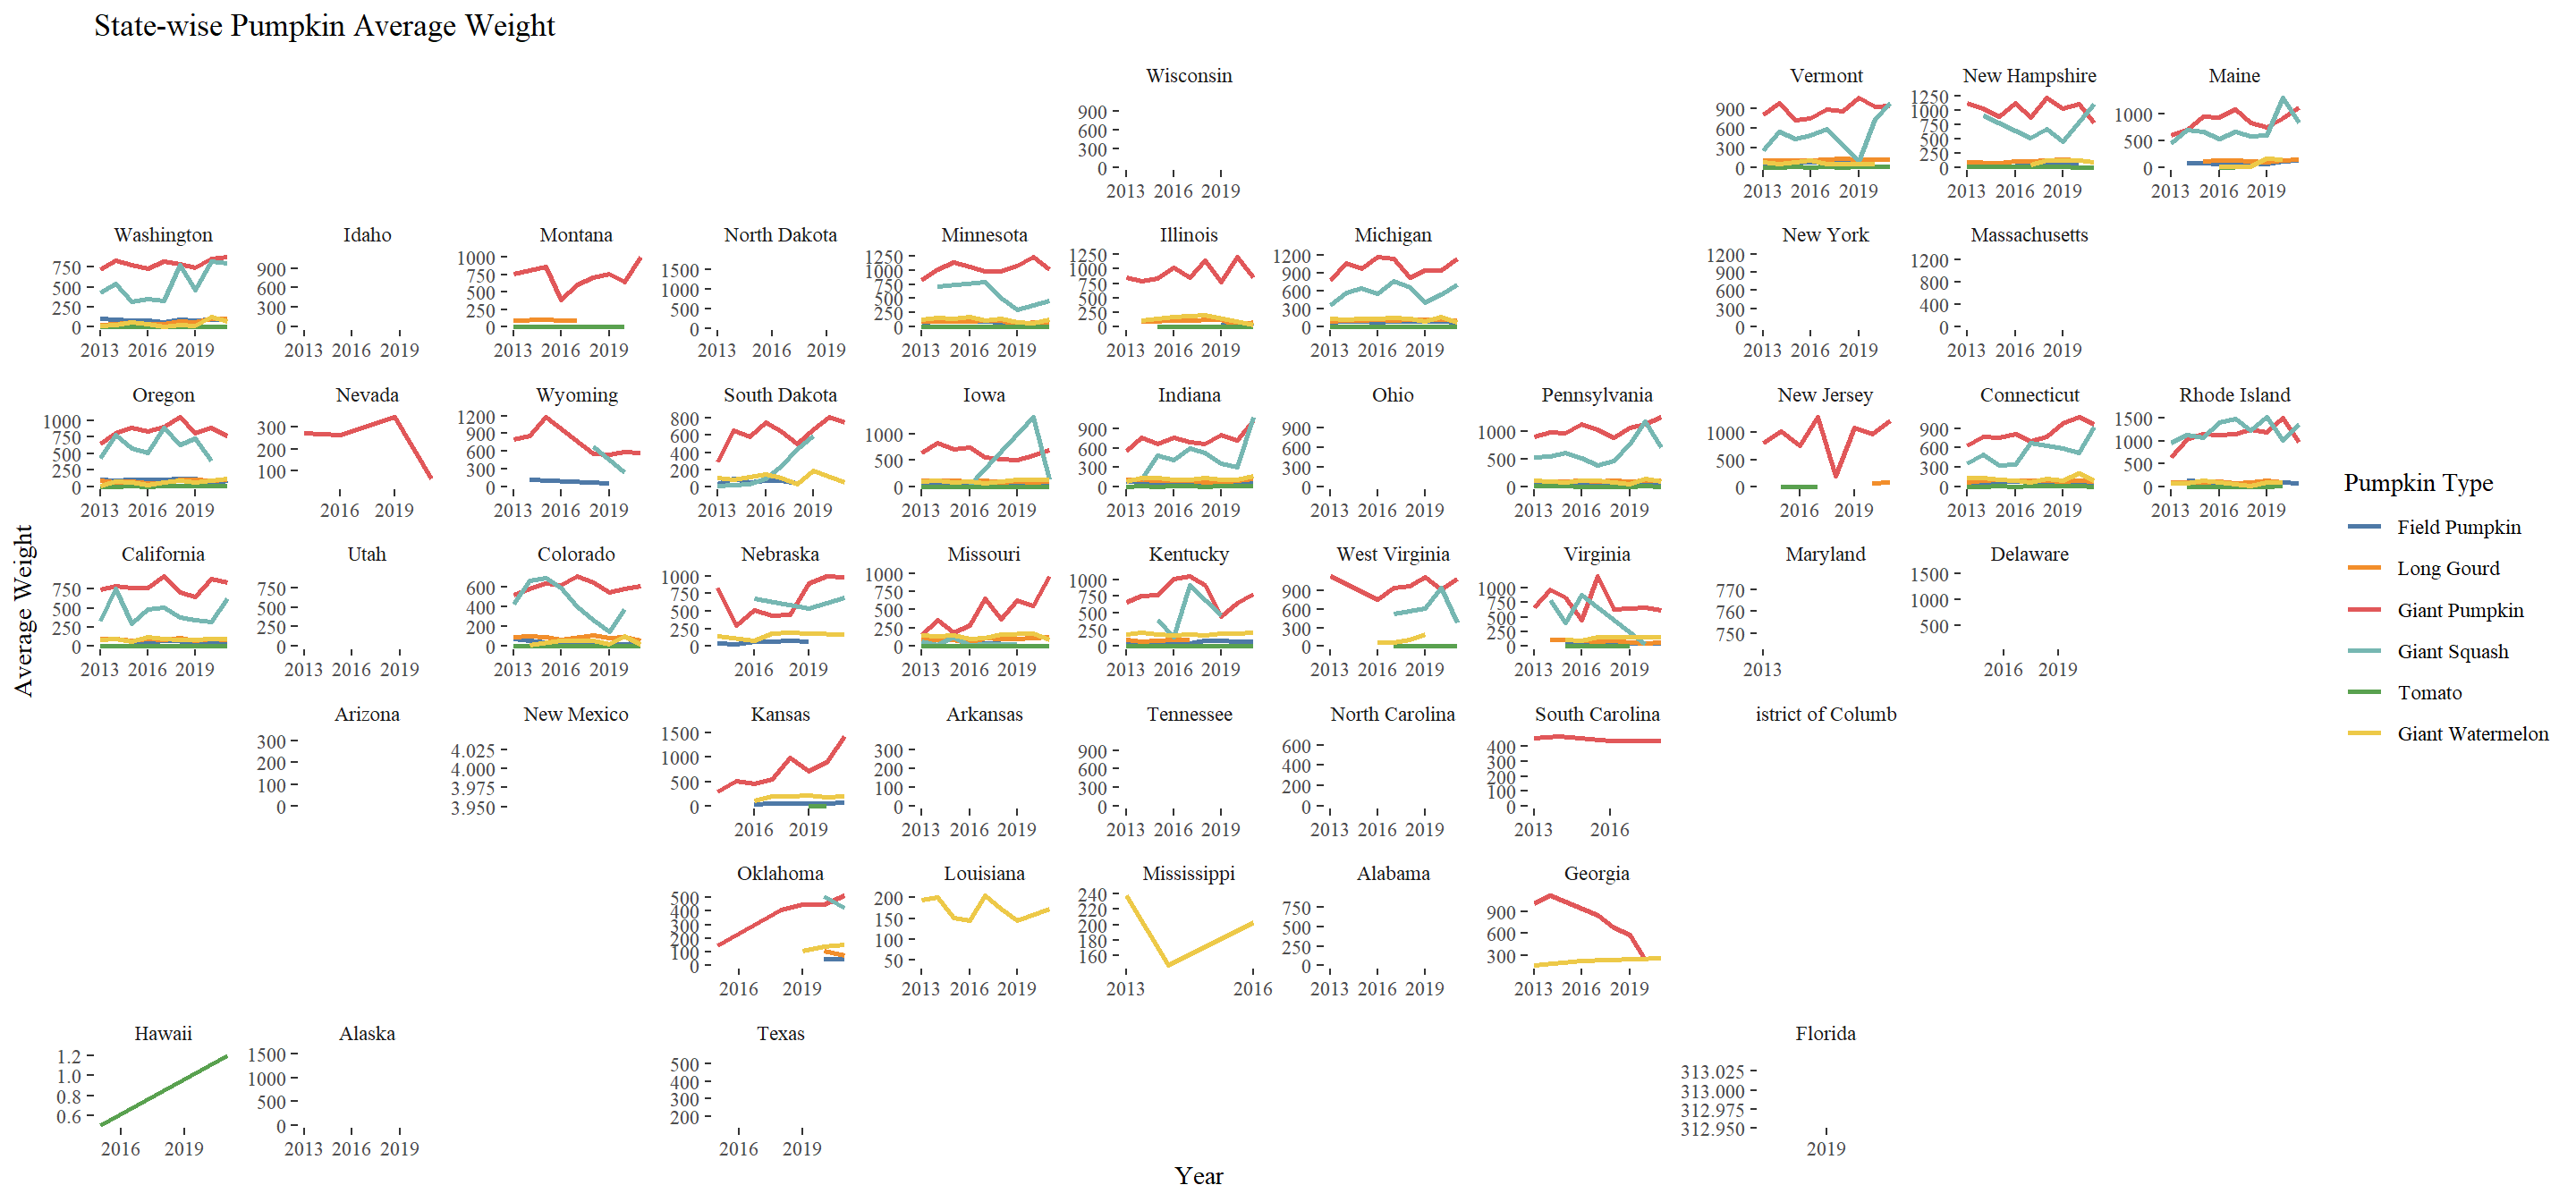 State-wise Pumpkin Average Weight
Wisconsin
900
600
300
0
2013 2016 2019
Vermont
900
600
300
0
2013 2016 2019
New Hampshire
1250
1000
750
500
250
0
2013 2016 2019
Maine
1000
500
0
2013 2016 2019
Washington
750
500
250
0
2013 2016 2019
Idaho
900
600
300
0
2013 2016 2019
Montana
1000
750
500
250
0
2013 2016 2019
North Dakota
1500
1000
500
0
2013 2016 2019
Minnesota
1250
1000
750
500
250
0
2013 2016 2019
Illinois
1250
1000
750
500
250
0
2013 2016 2019
Michigan
1200
900
600
300
0
2013 2016 2019
New York
1200
900
600
300
0
2013 2016 2019
Massachusetts
1200
800
400
0
2013 2016 2019
Oregon
1000
750
500
250
0
2013 2016 2019
Nevada
300
200
100
2016 2019
Wyoming
1200
900
600
300
0
2013 2016 2019
South Dakota
800
600
400
200
0
2013 2016 2019
Iowa
1000
500
0
2013 2016 2019
Indiana
900
600
300
0
2013 2016 2019
Ohio
900
600
300
0
2013 2016 2019
Pennsylvania
1000
500
0
2013 2016 2019
New Jersey
1000
500
0
2016 2019
Connecticut
900
600
300
0
2013 2016 2019
Rhode Island
1500
1000
500
0
2013 2016 2019
California
750
500
250
0
2013 2016 2019
Utah
750
500
250
0
2013 2016 2019
Colorado
600
400
200
0
2013 2016 2019
Nebraska
1000
750
500
250
0
2016 2019
Missouri
1000
750
500
250
0
2013 2016 2019
Kentucky
1000
750
500
250
0
2013 2016 2019
West Virginia
900
600
300
0
2013 2016 2019
Virginia
1000
750
500
250
0
2013 2016 2019
Maryland
770
760
750
2013
Delaware
1500
1000
500
2016 2019
Arizona
300
200
100
0
New Mexico
4.025
4.000
3.975
3.950
Kansas
1500
1000
500
0
2016 2019
Arkansas
300
200
100
0
2013 2016 2019
Tennessee
900
600
300
0
2013 2016 2019
North Carolina
600
400
200
0
2013 2016 2019
South Carolina
400
300
200
100
0
2013 2016
istrict of Columb
Oklahoma
500
400
300
200
100
0
2016 2019
Louisiana
200
150
100
50
2013 2016 2019
Mississippi
240
220
200
180
160
2013 2016
Alabama
750
500
250
0
2013 2016 2019
Georgia
900
600
300
2013 2016 2019
Hawaii
1.2
1.0
0.8
0.6
2016 2019
Alaska
1500
1000
500
0
2013 2016 2019
Texas
500
400
300
200
2016 2019
Florida
313.025
313.000
312.975
312.950
2019
Average Weight
Year
Pumpkin Type
Field Pumpkin
Long Gourd
Giant Pumpkin
Giant Squash
Tomato
Giant Watermelon